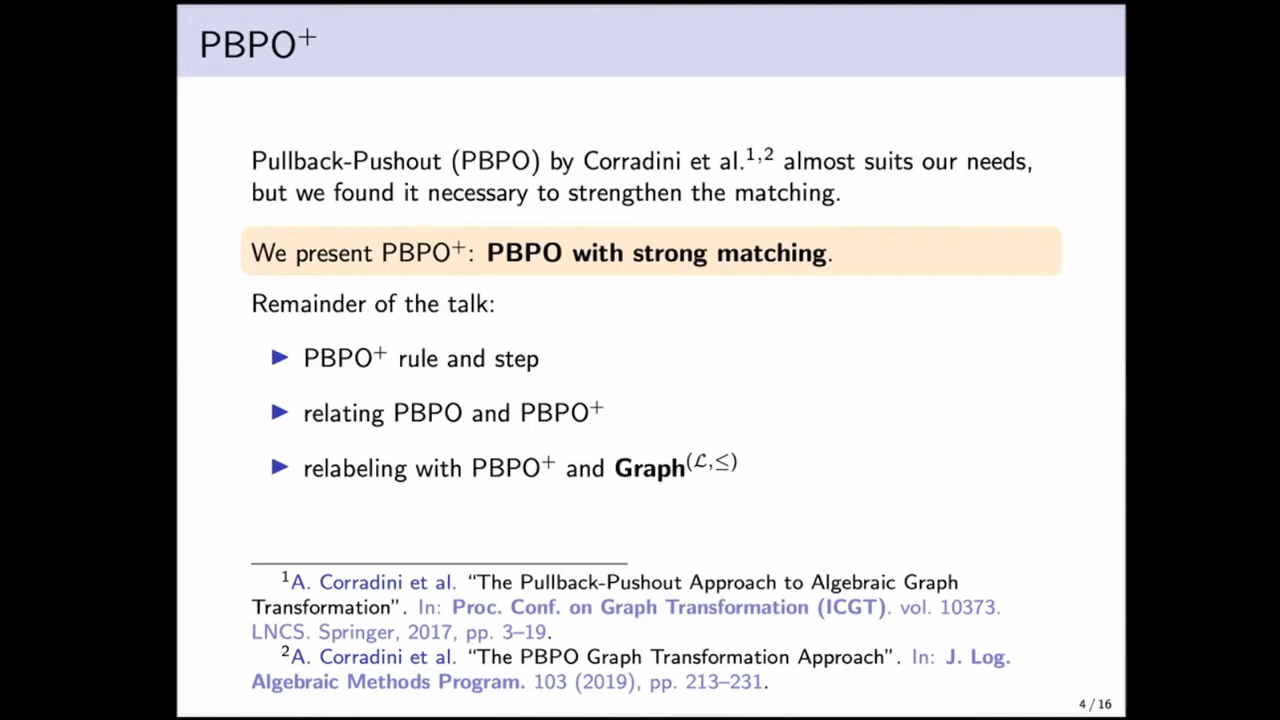 PBPO⁺
Pullback-Pushout (PBPO) by Corradini et al.¹,² almost suits our needs,
but we found it necessary to strengthen the matching.
We present PBPO⁺: PBPO with strong matching.
Remainder of the talk:
▶ PBPO⁺ rule and step
▶ relating PBPO and PBPO⁺
▶ relabeling with PBPO⁺ and Graph^(ℒ,≤)
¹A. Corradini et al. “The Pullback-Pushout Approach to Algebraic Graph
Transformation”. In: Proc. Conf. on Graph Transformation (ICGT). vol. 10373.
LNCS. Springer, 2017, pp. 3–19.
²A. Corradini et al. “The PBPO Graph Transformation Approach”. In: J. Log.
Algebraic Methods Program. 103 (2019), pp. 213–231.
4 / 16